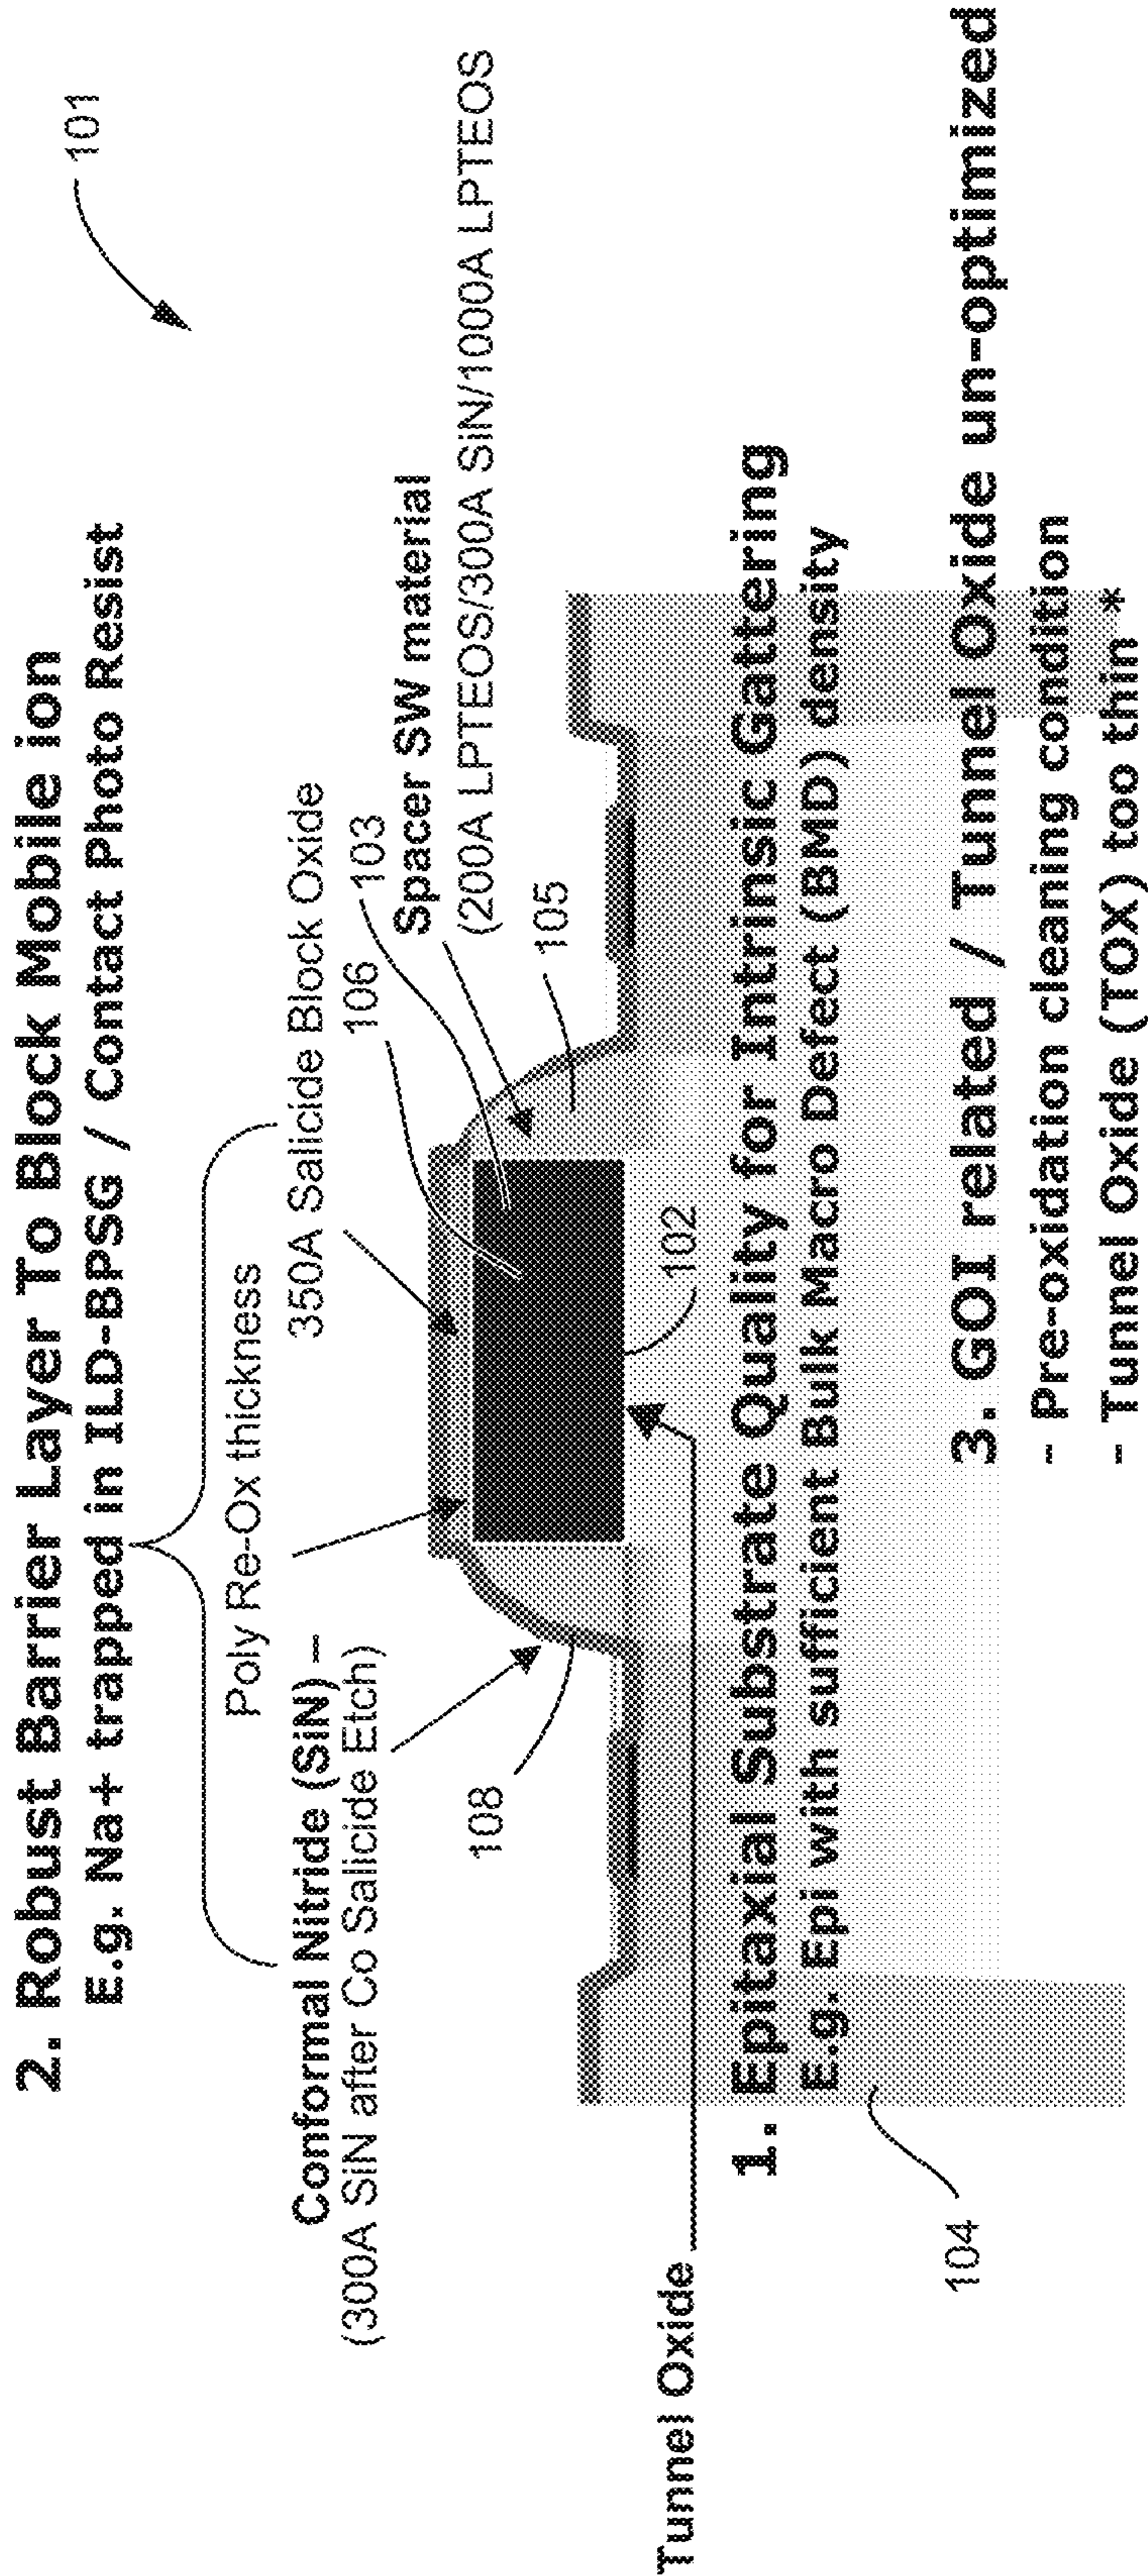 2. Robust Barrier Layer To Block Mobile ion
E.g. Na+ trapped in ILD-BPSG / Contact Photo Resist
101
Poly Re-Ox thickness
350A Salicide Block Oxide
Conformal Nitride (SiN) –
(300A SiN after Co Salicide Etch)
106
103
Spacer SW material
(200A LPTEOS/300A SiN/1000A LPTEOS
108
105
Tunnel Oxide
102
1. Epitaxial Substrate Quality for Intrinsic Gattering
E.g. Epi with sufficient Bulk Macro Defect (BMD) density
104
3. GOI related / Tunnel Oxide un-optimized
- Pre-oxidation cleaning condition
- Tunnel Oxide (TOX) too thin *